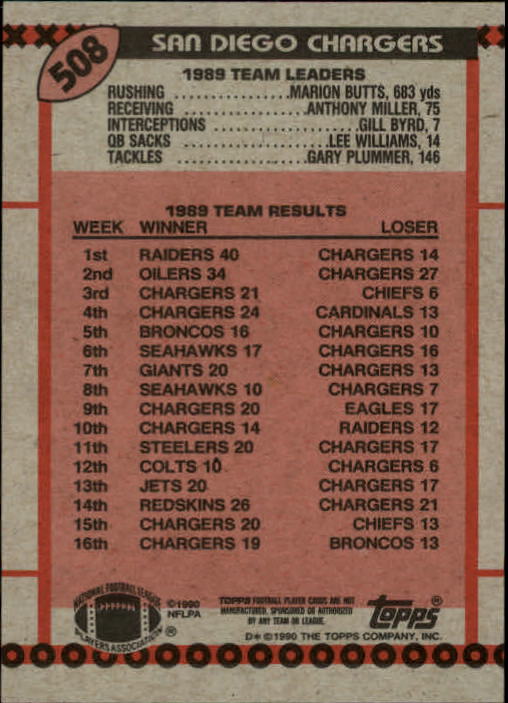 508
SAN DIEGO CHARGERS
1989 TEAM LEADERS
RUSHING ..................MARION BUTTS, 683 yds
RECEIVING ................ANTHONY MILLER, 75
INTERCEPTIONS ......................GILL BYRD, 7
QB SACKS ......................LEE WILLIAMS, 14
TACKLES ....................GARY PLUMMER, 146
1989 TEAM RESULTS
WEEK WINNER LOSER
1st RAIDERS 40 CHARGERS 14
2nd OILERS 34 CHARGERS 27
3rd CHARGERS 21 CHIEFS 6
4th CHARGERS 24 CARDINALS 13
5th BRONCOS 16 CHARGERS 10
6th SEAHAWKS 17 CHARGERS 16
7th GIANTS 20 CHARGERS 13
8th SEAHAWKS 10 CHARGERS 7
9th CHARGERS 20 EAGLES 17
10th CHARGERS 14 RAIDERS 12
11th STEELERS 20 CHARGERS 17
12th COLTS 10 CHARGERS 6
13th JETS 20 CHARGERS 17
14th REDSKINS 26 CHARGERS 21
15th CHARGERS 20 CHIEFS 13
16th CHARGERS 19 BRONCOS 13
NATIONAL FOOTBALL LEAGUE
PLAYERS ASSOCIATION ®
©1990
NFLPA
TOPPS FOOTBALL PLAYER CARDS ARE NOT
MANUFACTURED, SPONSORED OR AUTHORIZED
BY ANY TEAM OR LEAGUE.
TOPPS ®
D* ©1990 THE TOPPS COMPANY, INC.